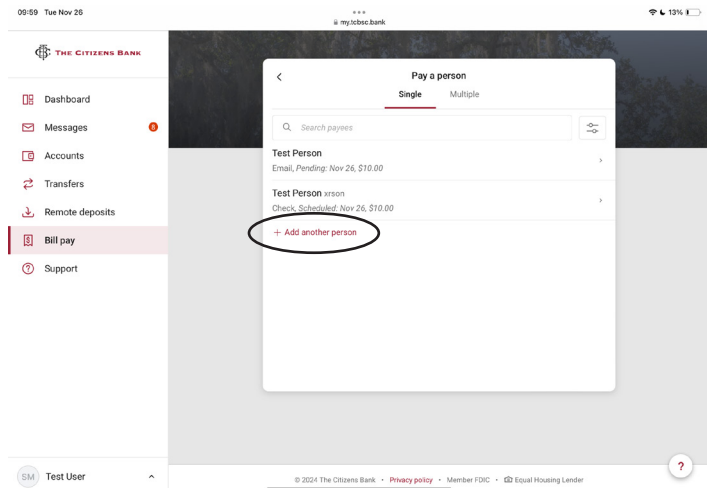 09:59 Tue Nov 26
my.tcbsc.bank
13%
THE CITIZENS BANK
Dashboard
Messages 8
Accounts
Transfers
Remote deposits
Bill pay
Support
SM Test User
Pay a person
Single Multiple
Search payees
Test Person
Email, Pending: Nov 26, $10.00
Test Person xrson
Check, Scheduled: Nov 26, $10.00
+ Add another person
?
© 2024 The Citizens Bank • Privacy policy • Member FDIC • Equal Housing Lender